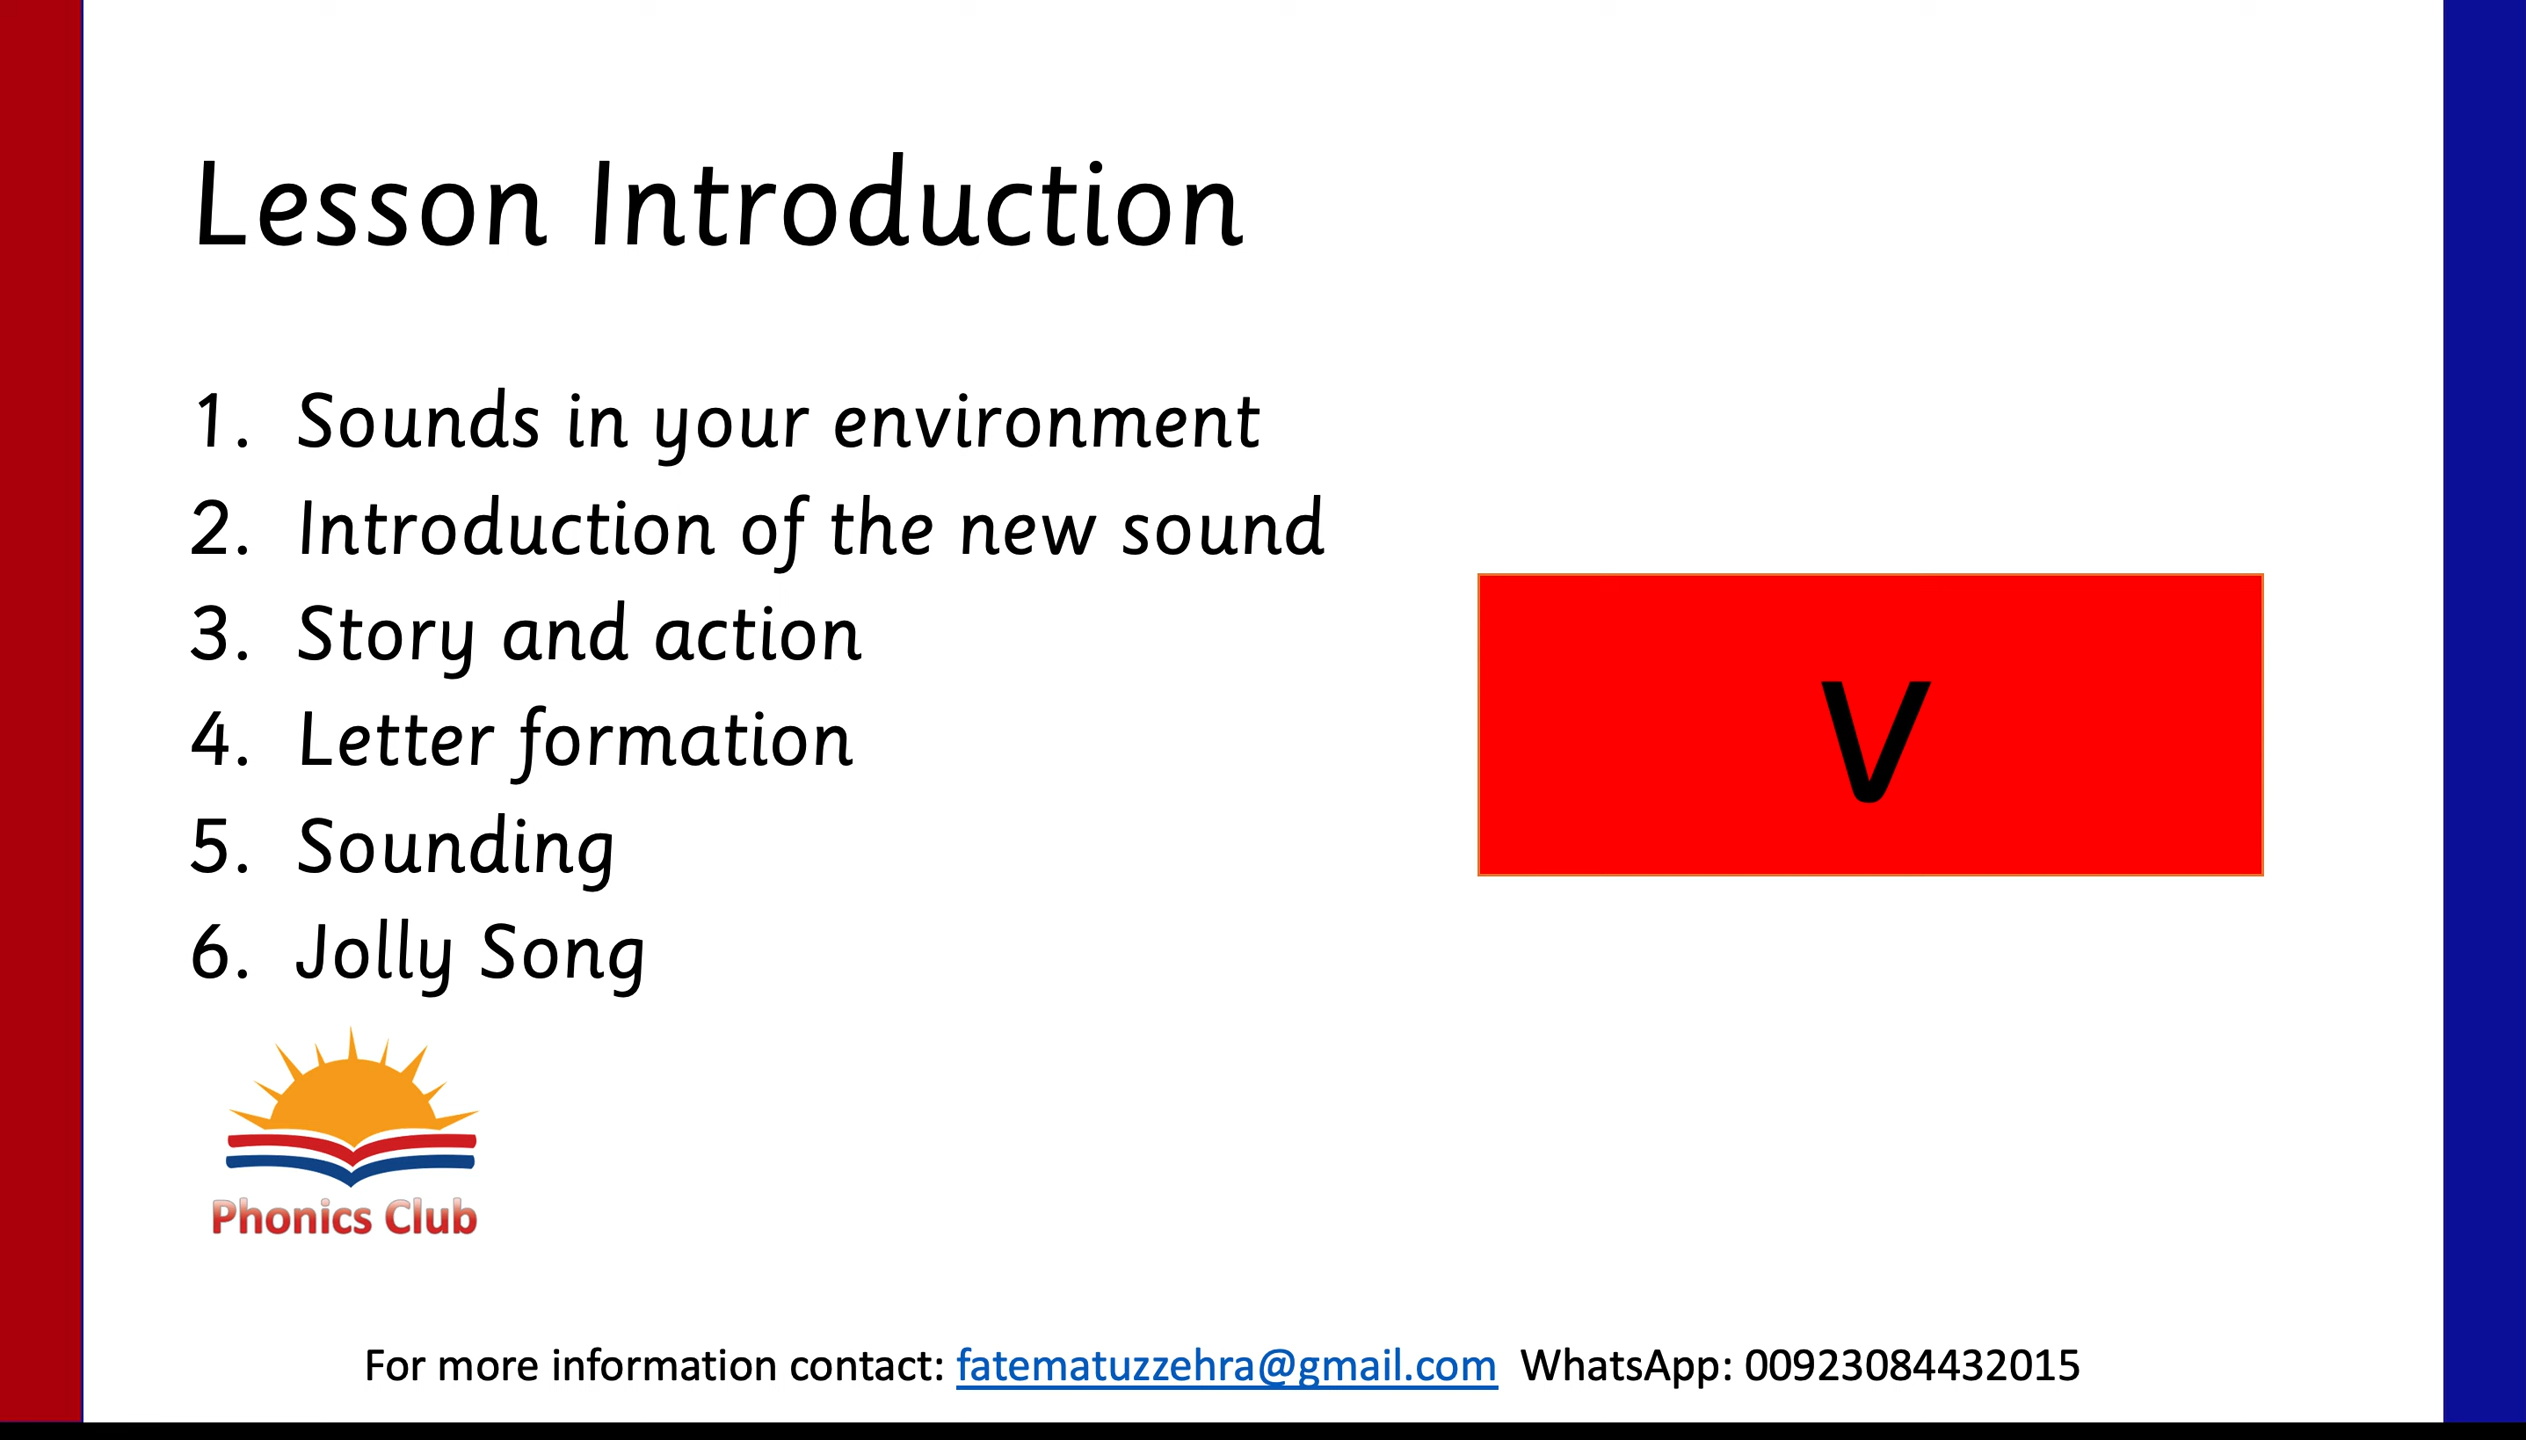 Lesson Introduction
1. Sounds in your environment
2. Introduction of the new sound
3. Story and action
4. Letter formation
5. Sounding
6. Jolly Song
v
Phonics Club
For more information contact: fatematuzzehra@gmail.com WhatsApp: 00923084432015